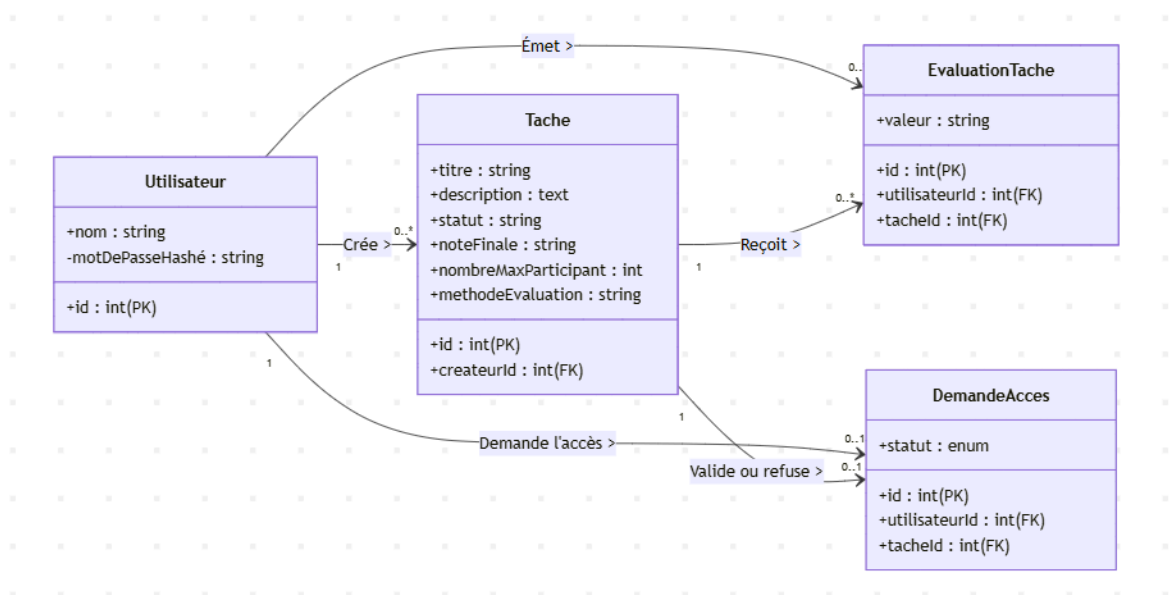 Émet >
0..
EvaluationTache
+valeur : string
+id : int(PK)
+utilisateurId : int(FK)
+tacheId : int(FK)
Tache
+titre : string
+description : text
+statut : string
+noteFinale : string
+nombreMaxParticipant : int
+methodeEvaluation : string
+id : int(PK)
+createurId : int(FK)
Utilisateur
+nom : string
-motDePasseHashé : string
+id : int(PK)
Crée >
0..*
1
Reçoit >
0..*
1
1
Demande l'accès >
0..1
1
Valide ou refuse >
0..1
DemandeAcces
+statut : enum
+id : int(PK)
+utilisateurId : int(FK)
+tacheId : int(FK)